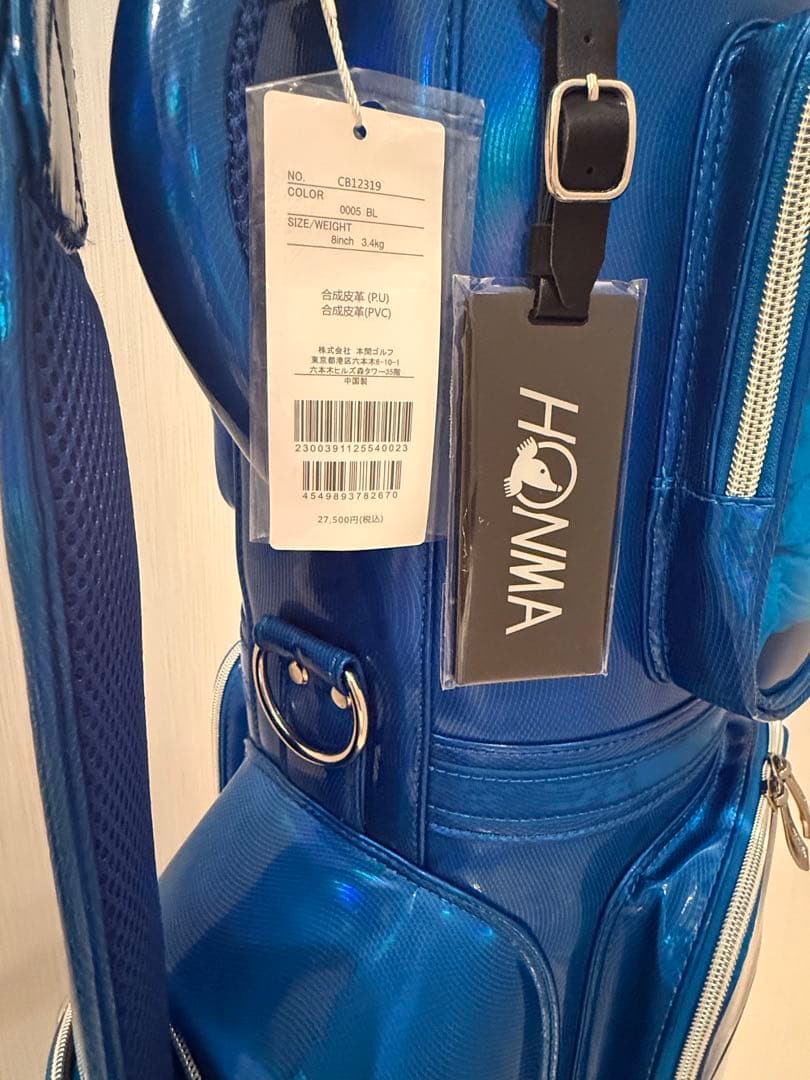 NO. CB12319
COLOR
0005 BL
SIZE/WEIGHT
8inch 3.4kg
合成皮革(P.U)
合成皮革(PVC)
株式会社 本間ゴルフ
東京都港区六本木6-10-1
六本木ヒルズ森タワー35階
中国製
2300391125540023
4549893782670
27,500円(税込)
HONMA